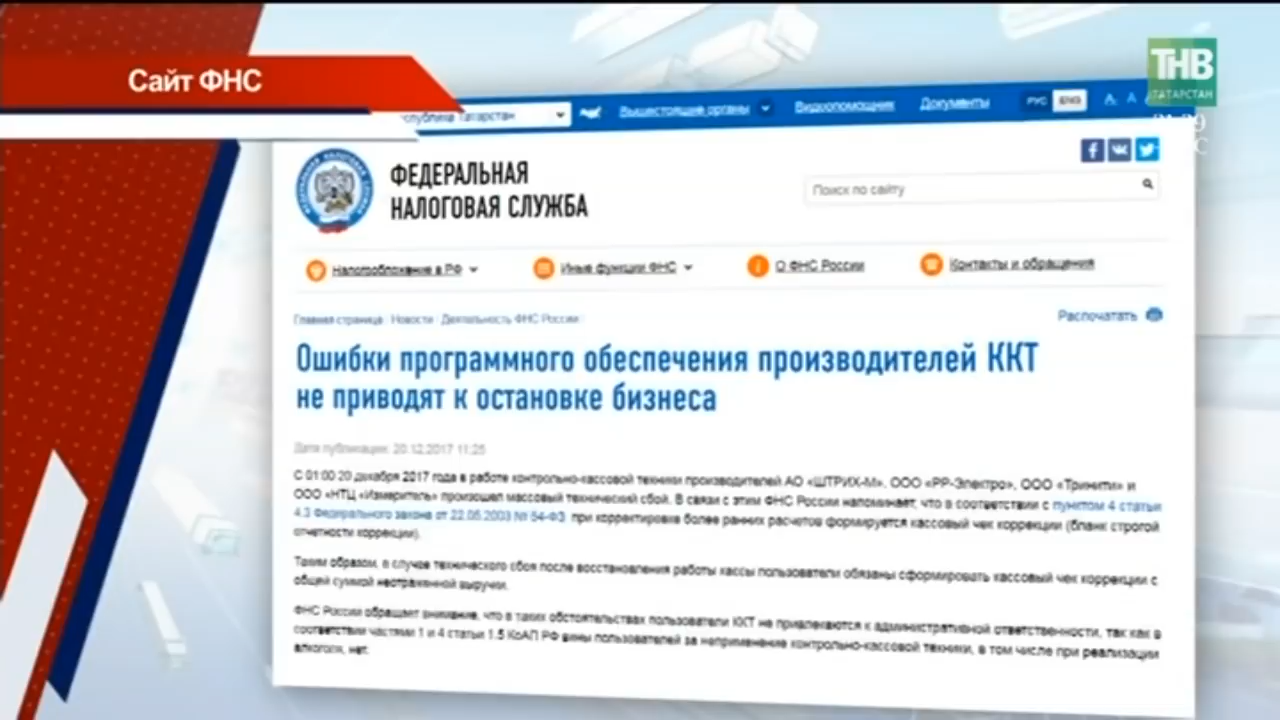 Сайт ФНС
ТНВ
ТАТАРСТАН
Татарстан
Вышестоящие органы
Видеопомощник
Документы
РУС
ENG
ФЕДЕРАЛЬНАЯ
НАЛОГОВАЯ СЛУЖБА
Поиск по сайту
Налогообложение в РФ
Иные функции ФНС
О ФНС России
Контакты и обращения
Главная страница Новости Деятельность ФНС России
Распечатать
Ошибки программного обеспечения производителей ККТ
не приводят к остановке бизнеса
Дата публикации: 20.12.2017 11:25
С 01:00 20 декабря 2017 года в работе контрольно-кассовой техники производителей АО «ШТРИХ-М», ООО «РР-Электро», ООО «Тринити» и
ООО «НТЦ «Измеритель» произошел массовый технический сбой. В связи с этим ФНС России напоминает, что в соответствии с пунктом 4 статьи
4.3 Федерального закона от 22.05.2003 № 54-ФЗ при корректировке более ранних расчетов формируется кассовый чек коррекции (бланк строгой
отчетности коррекции).
Таким образом, в случае технического сбоя после восстановления работы кассы пользователи обязаны сформировать кассовый чек коррекции с
общей суммой неотраженной выручки.
ФНС России обращает внимание, что в таких обстоятельствах пользователи ККТ не привлекаются к административной ответственности, так как в
соответствии частями 1 и 4 статьи 1.5 КоАП РФ вины пользователей за неприменение контрольно-кассовой техники, в том числе при реализации
алкоголя, нет.